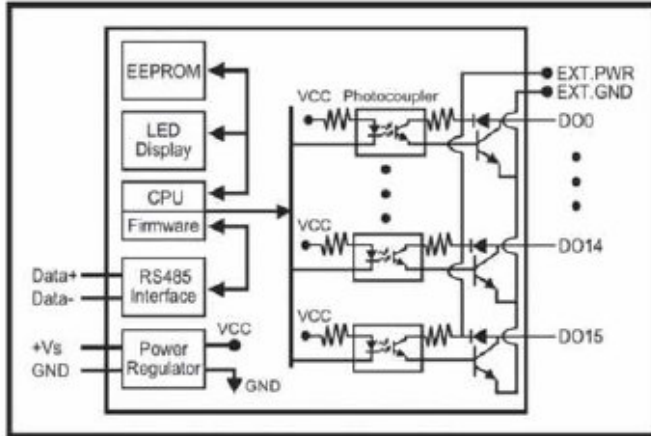 EEPROM
LED
Display
CPU
Firmware
RS485
Interface
Data+
Data-
Power
Regulator
+Vs
GND
VCC
GND
VCC
Photocoupler
EXT.PWR
EXT.GND
DO0
VCC
DO14
VCC
DO15